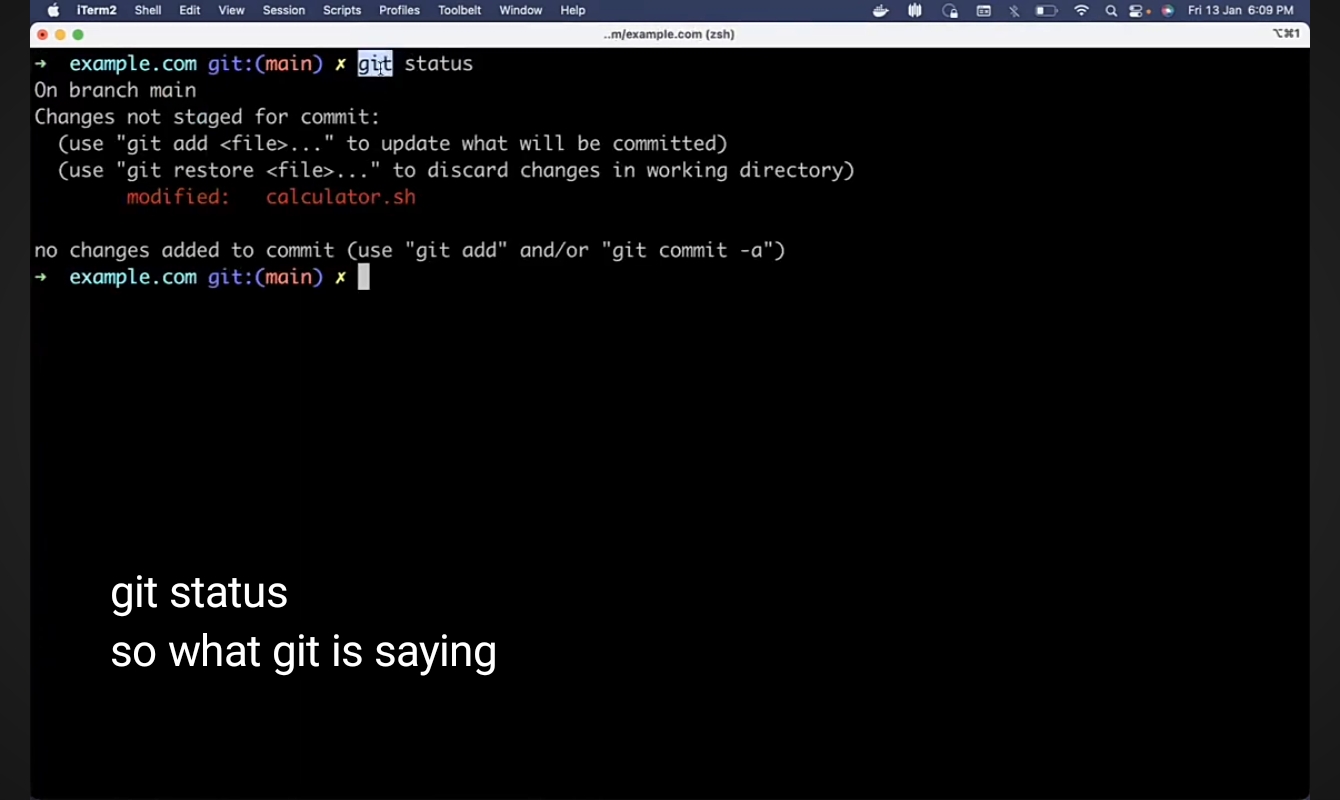 iTerm2 Shell Edit View Session Scripts Profiles Toolbelt Window Help Fri 13 Jan 6:09 PM
..m/example.com (zsh) ⌥⌘1
➜ example.com git:(main) ✗ git status
On branch main
Changes not staged for commit:
(use "git add <file>..." to update what will be committed)
(use "git restore <file>..." to discard changes in working directory)
modified: calculator.sh
no changes added to commit (use "git add" and/or "git commit -a")
➜ example.com git:(main) ✗
git status
so what git is saying